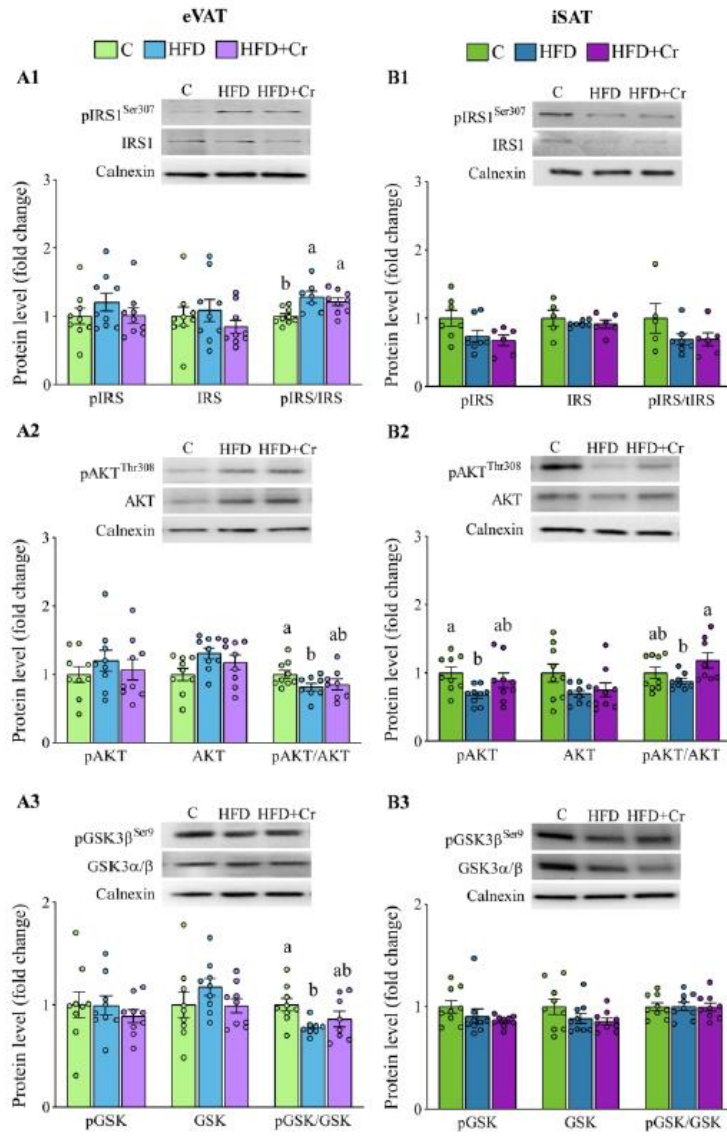 eVAT
C HFD HFD+Cr
A1
C HFD HFD+Cr
pIRS1Ser307
IRS1
Calnexin
Protein level (fold change)
3
2
1
0
b a a
pIRS IRS pIRS/IRS
A2
C HFD HFD+Cr
pAKTThr308
AKT
Calnexin
Protein level (fold change)
3
2
1
0
a b ab
pAKT AKT pAKT/AKT
A3
C HFD HFD+Cr
pGSK3βSer9
GSK3α/β
Calnexin
Protein level (fold change)
2
1
0
a b ab
pGSK GSK pGSK/GSK
iSAT
C HFD HFD+Cr
B1
C HFD HFD+Cr
pIRS1Ser307
IRS1
Calnexin
Protein level (fold change)
3
2
1
0
pIRS IRS pIRS/tIRS
B2
C HFD HFD+Cr
pAKTThr308
AKT
Calnexin
Protein level (fold change)
3
2
1
0
a b ab ab b a
pAKT AKT pAKT/AKT
B3
C HFD HFD+Cr
pGSK3βSer9
GSK3α/β
Calnexin
Protein level (fold change)
2
1
0
pGSK GSK pGSK/GSK